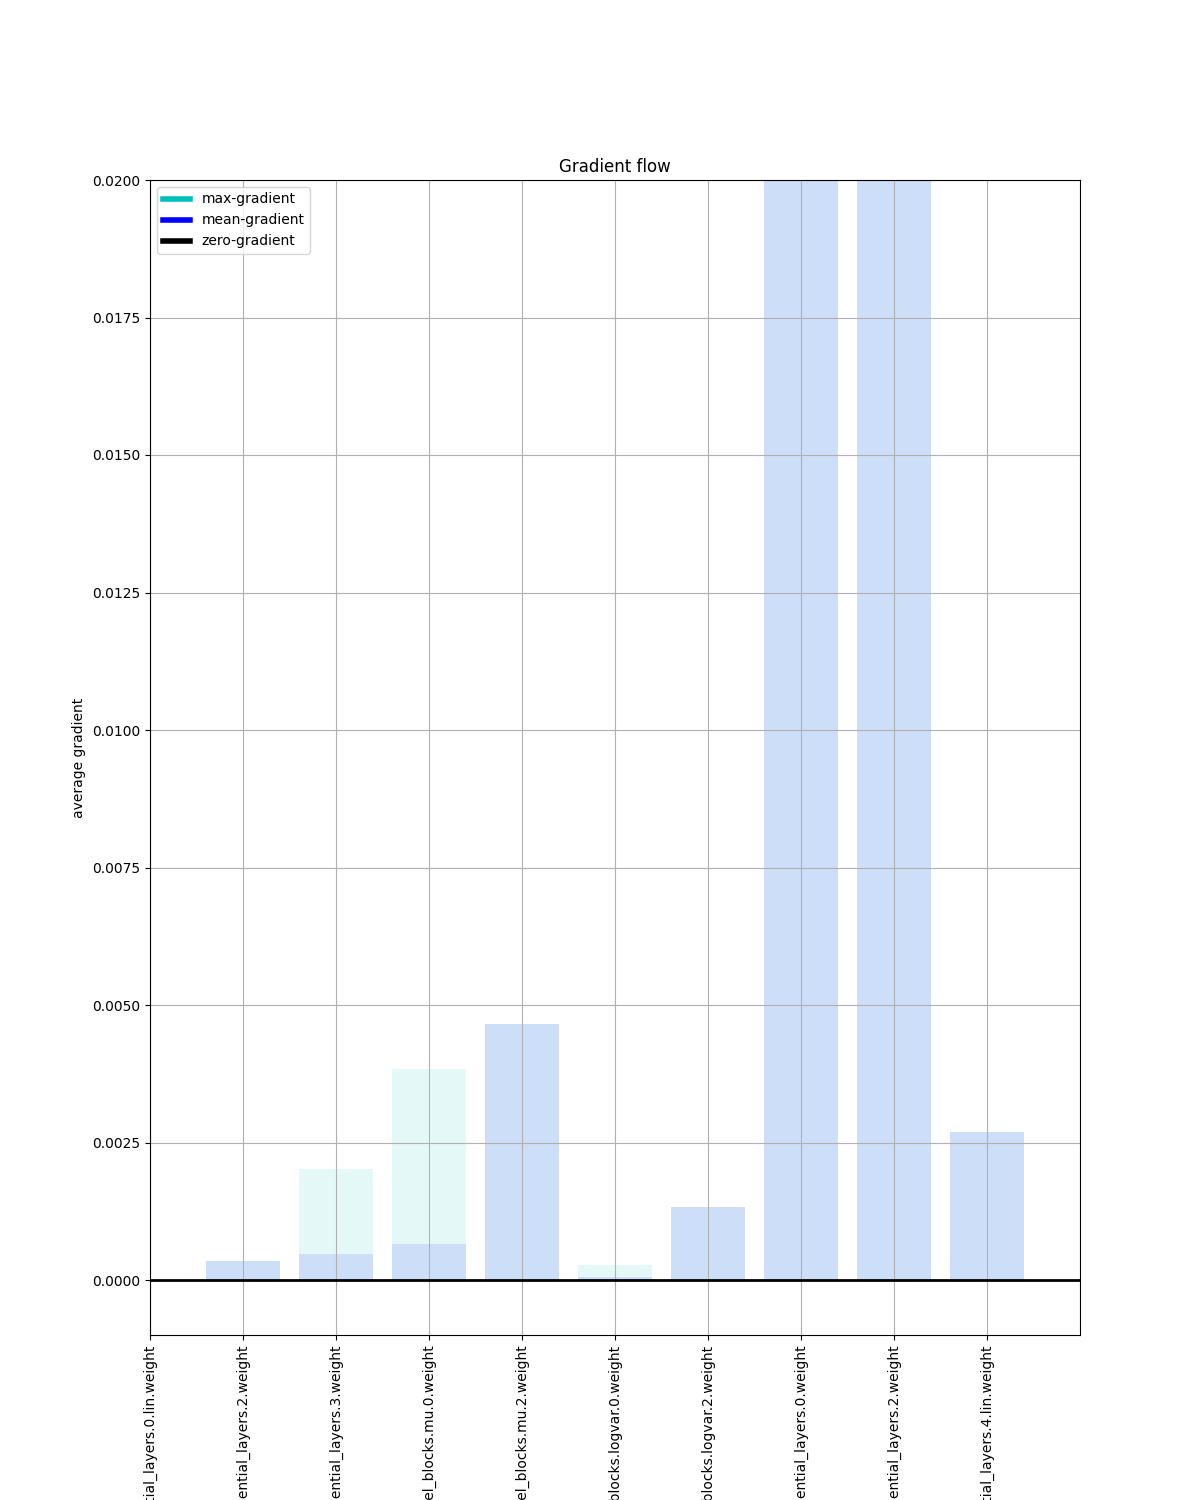 Gradient flow
max-gradient
mean-gradient
zero-gradient
0.0200
0.0175
0.0150
0.0125
0.0100
0.0075
0.0050
0.0025
0.0000
average gradient
tial_layers.0.lin.weight
ential_layers.2.weight
ential_layers.3.weight
el_blocks.mu.0.weight
el_blocks.mu.2.weight
blocks.logvar.0.weight
blocks.logvar.2.weight
ential_layers.0.weight
ential_layers.2.weight
tial_layers.4.lin.weight